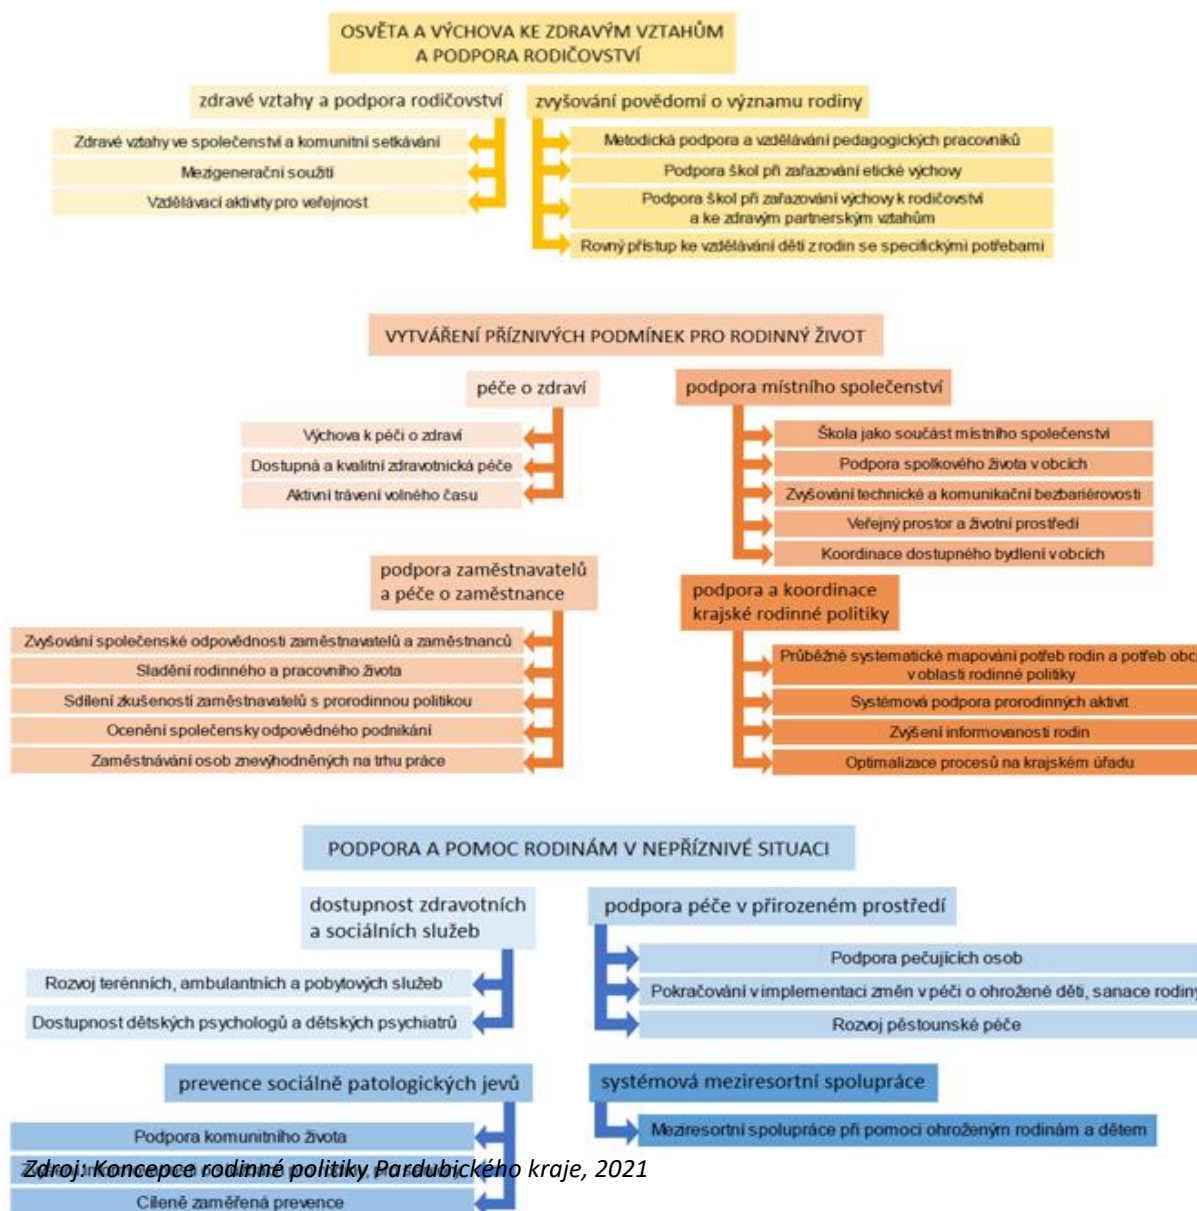 OSVĚTA A VÝCHOVA KE ZDRAVÝM VZTAHŮM
A PODPORA RODIČOVSTVÍ
zdravé vztahy a podpora rodičovství
Zdravé vztahy ve společenství a komunitní setkávání
Mezigenerační soužití
Vzdělávací aktivity pro veřejnost
zvyšování povědomí o významu rodiny
Metodická podpora a vzdělávání pedagogických pracovníků
Podpora škol při zařazování etické výchovy
Podpora škol při zařazování výchovy k rodičovství
a ke zdravým partnerským vztahům
Rovný přístup ke vzdělávání dětí z rodin se specifickými potřebami
VYTVÁŘENÍ PŘÍZNIVÝCH PODMÍNEK PRO RODINNÝ ŽIVOT
péče o zdraví
Výchova k péči o zdraví
Dostupná a kvalitní zdravotnická péče
Aktivní trávení volného času
podpora místního společenství
Škola jako součást místního společenství
Podpora spolkového života v obcích
Zvyšování technické a komunikační bezbariérovosti
Veřejný prostor a životní prostředí
Koordinace dostupného bydlení v obcích
podpora zaměstnavatelů
a péče o zaměstnance
Zvyšování společenské odpovědnosti zaměstnavatelů a zaměstnanců
Sladění rodinného a pracovního života
Sdílení zkušeností zaměstnavatelů s prorodinnou politikou
Ocenění společensky odpovědného podnikání
Zaměstnávání osob znevýhodněných na trhu práce
podpora a koordinace
krajské rodinné politiky
Průběžné systematické mapování potřeb rodin a potřeb obc
v oblasti rodinné politiky
Systémová podpora prorodinných aktivit
Zvýšení informovanosti rodin
Optimalizace procesů na krajském úřadu
PODPORA A POMOC RODINÁM V NEPŘÍZNIVÉ SITUACI
dostupnost zdravotních
a sociálních služeb
Rozvoj terénních, ambulantních a pobytových služeb
Dostupnost dětských psychologů a dětských psychiatrů
podpora péče v přirozeném prostředí
Podpora pečujících osob
Pokračování v implementaci změn v péči o ohrožené děti, sanace rodiny
Rozvoj pěstounské péče
prevence sociálně patologických jevů
Podpora komunitního života
Cíleně zaměřená prevence
systémová meziresortní spolupráce
Meziresortní spolupráce při pomoci ohroženým rodinám a dětem
Zdroj: Koncepce rodinné politiky Pardubického kraje, 2021